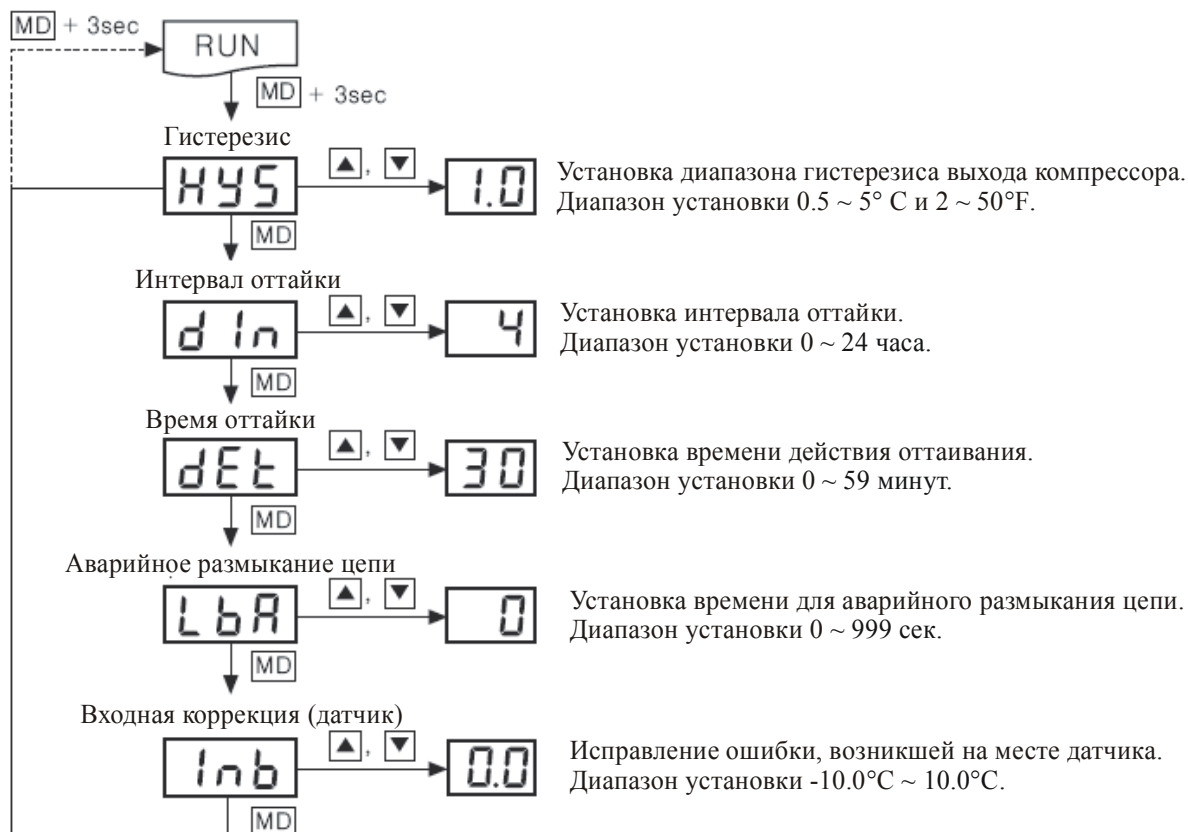 MD + 3sec
RUN
MD + 3sec
Гистерезис
HYS ▲, ▼ 1.0
Установка диапазона гистерезиса выхода компрессора.
Диапазон установки 0.5 ~ 5° C и 2 ~ 50°F.
MD
Интервал оттайки
dIn ▲, ▼ 4
Установка интервала оттайки.
Диапазон установки 0 ~ 24 часа.
MD
Время оттайки
dEt ▲, ▼ 30
Установка времени действия оттаивания.
Диапазон установки 0 ~ 59 минут.
MD
Аварийное размыкание цепи
LbA ▲, ▼ 0
Установка времени для аварийного размыкания цепи.
Диапазон установки 0 ~ 999 сек.
MD
Входная коррекция (датчик)
Inb ▲, ▼ 0.0
Исправление ошибки, возникшей на месте датчика.
Диапазон установки -10.0°C ~ 10.0°C.
MD